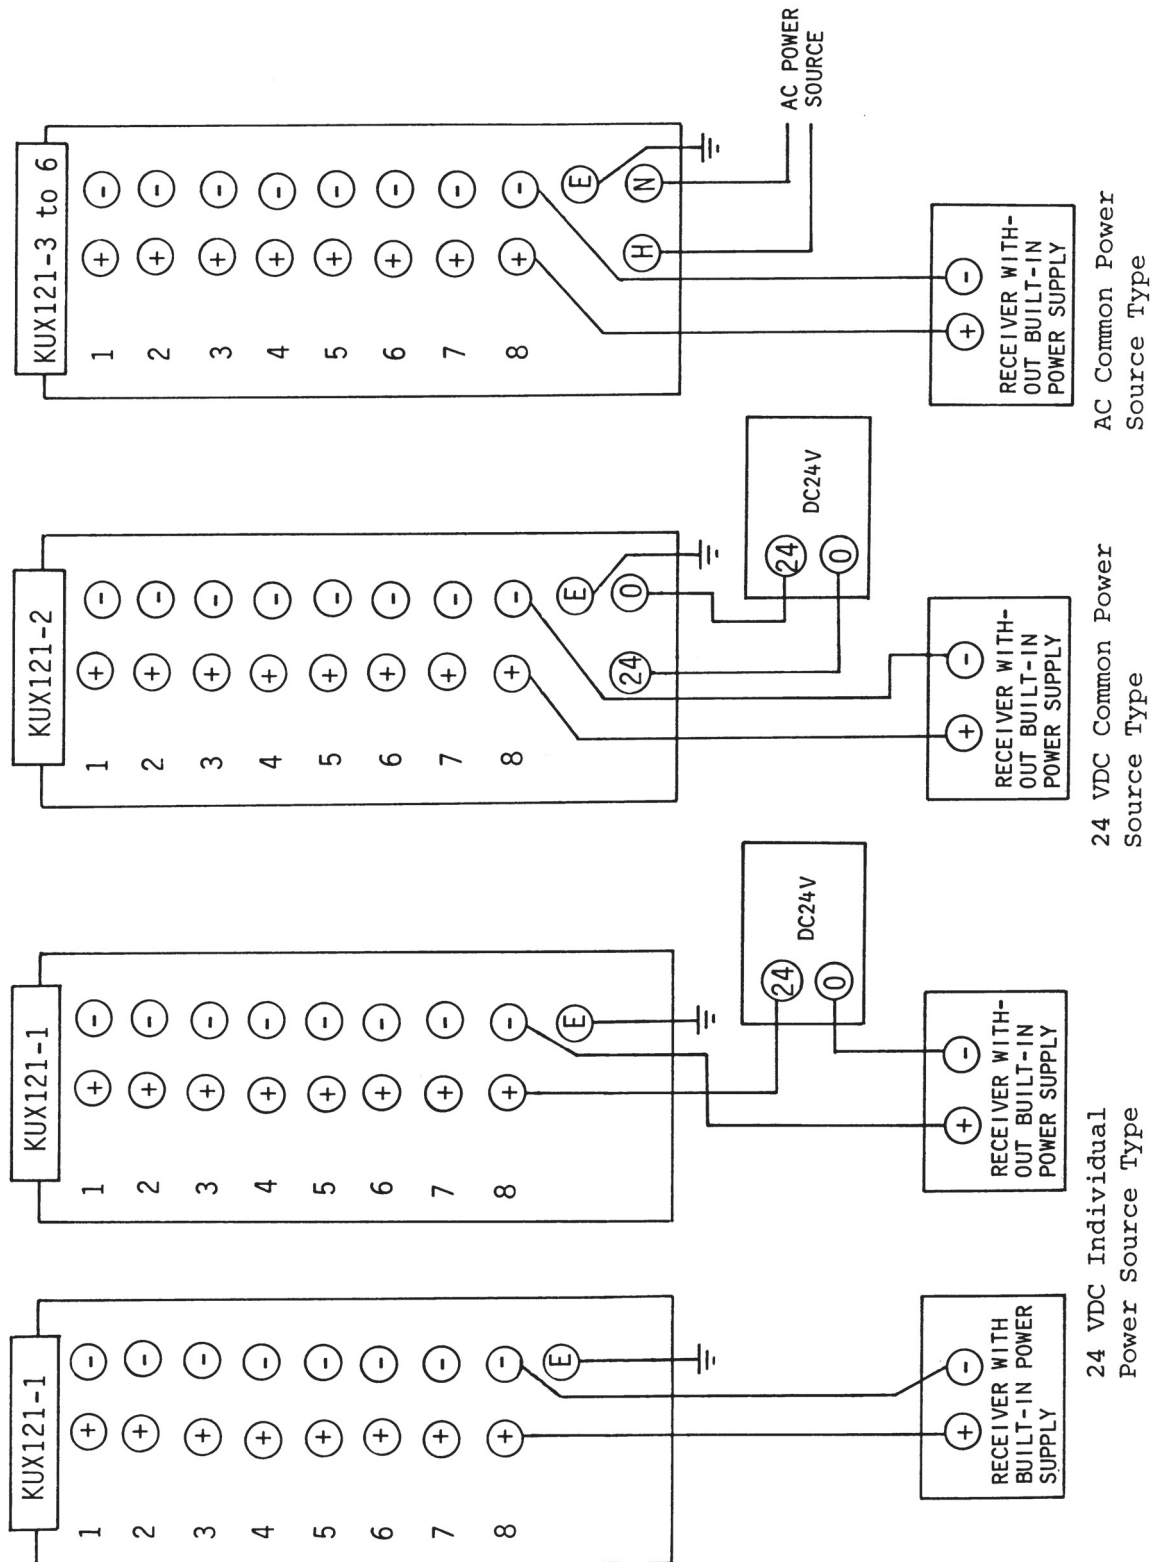 KUX121-1
1 + -
2 + -
3 + -
4 + -
5 + -
6 + -
7 + -
8 + -
E
+ -
RECEIVER WITH
BUILT-IN POWER
SUPPLY
KUX121-1
1 + -
2 + -
3 + -
4 + -
5 + -
6 + -
7 + -
8 + -
E
24
0
DC24V
+ -
RECEIVER WITH-
OUT BUILT-IN
POWER SUPPLY
24 VDC Individual
Power Source Type
KUX121-2
1 + -
2 + -
3 + -
4 + -
5 + -
6 + -
7 + -
8 + -
E
24 0
24
0
DC24V
+ -
RECEIVER WITH-
OUT BUILT-IN
POWER SUPPLY
24 VDC Common Power
Source Type
KUX121-3 to 6
1 + -
2 + -
3 + -
4 + -
5 + -
6 + -
7 + -
8 + -
E
H N
AC POWER
SOURCE
+ -
RECEIVER WITH-
OUT BUILT-IN
POWER SUPPLY
AC Common Power
Source Type